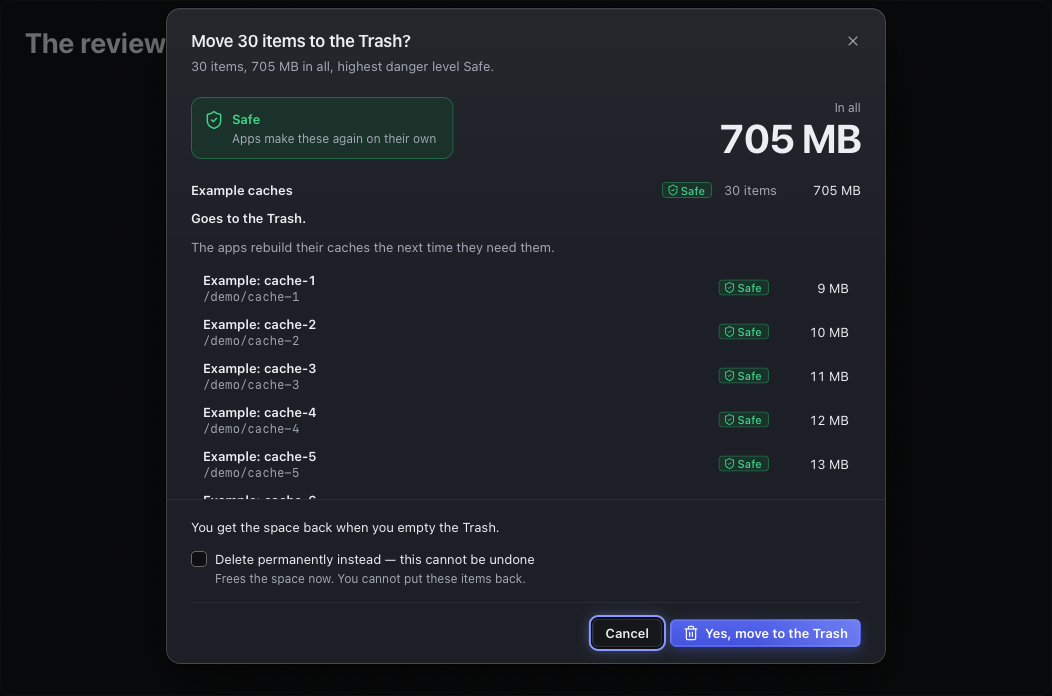 The review
Move 30 items to the Trash?
30 items, 705 MB in all, highest danger level Safe.
Safe
Apps make these again on their own
In all
705 MB
Example caches Safe 30 items 705 MB
Goes to the Trash.
The apps rebuild their caches the next time they need them.
Example: cache-1
/demo/cache-1
Safe 9 MB
Example: cache-2
/demo/cache-2
Safe 10 MB
Example: cache-3
/demo/cache-3
Safe 11 MB
Example: cache-4
/demo/cache-4
Safe 12 MB
Example: cache-5
/demo/cache-5
Safe 13 MB
You get the space back when you empty the Trash.
Delete permanently instead — this cannot be undone
Frees the space now. You cannot put these items back.
Cancel Yes, move to the Trash